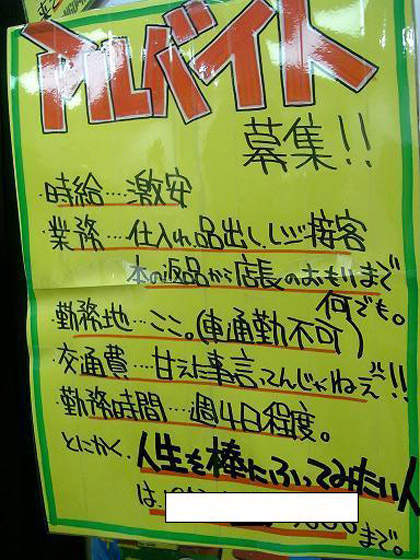 アルバイト
募集!!
・時給…激安
・業務…仕入れ、品出し、レジ、接客
本の返品から店長のおもりまで
何でも。
勤務地…ここ。(車通勤不可)
・交通費…甘えた事言ってんじゃねぇ!!
勤務時間…週4日程度。
とにかく、人生を棒にふってみたい人
は、
まで。